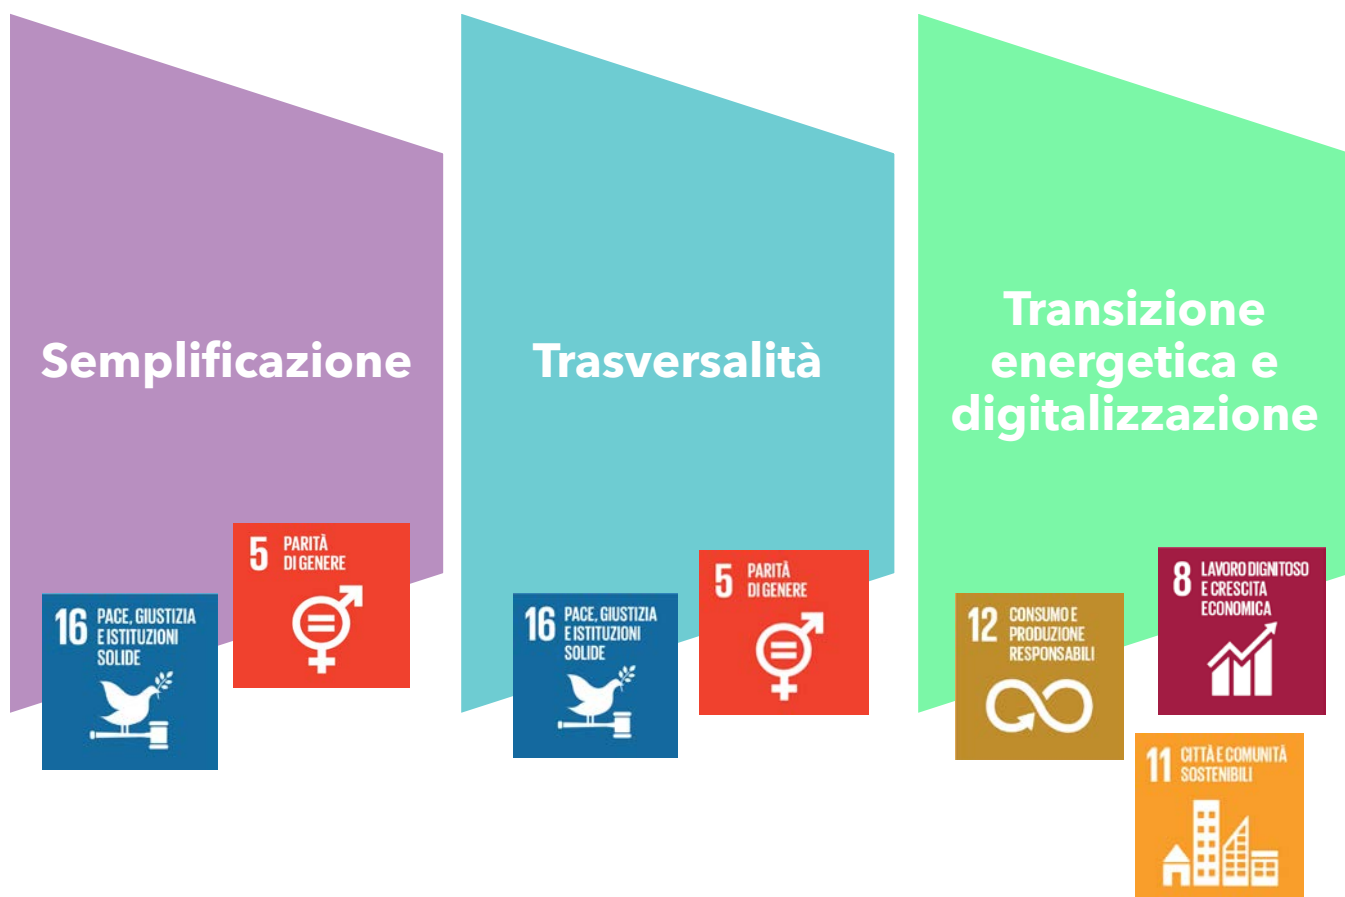 Semplificazione
5 PARITÀ
DI GENERE
16 PACE, GIUSTIZIA
E ISTITUZIONI
SOLIDE
Trasversalità
5 PARITÀ
DI GENERE
16 PACE, GIUSTIZIA
E ISTITUZIONI
SOLIDE
Transizione
energetica e
digitalizzazione
8 LAVORO DIGNITOSO
E CRESCITA
ECONOMICA
12 CONSUMO E
PRODUZIONE
RESPONSABILI
11 CITTÀ E COMUNITÀ
SOSTENIBILI